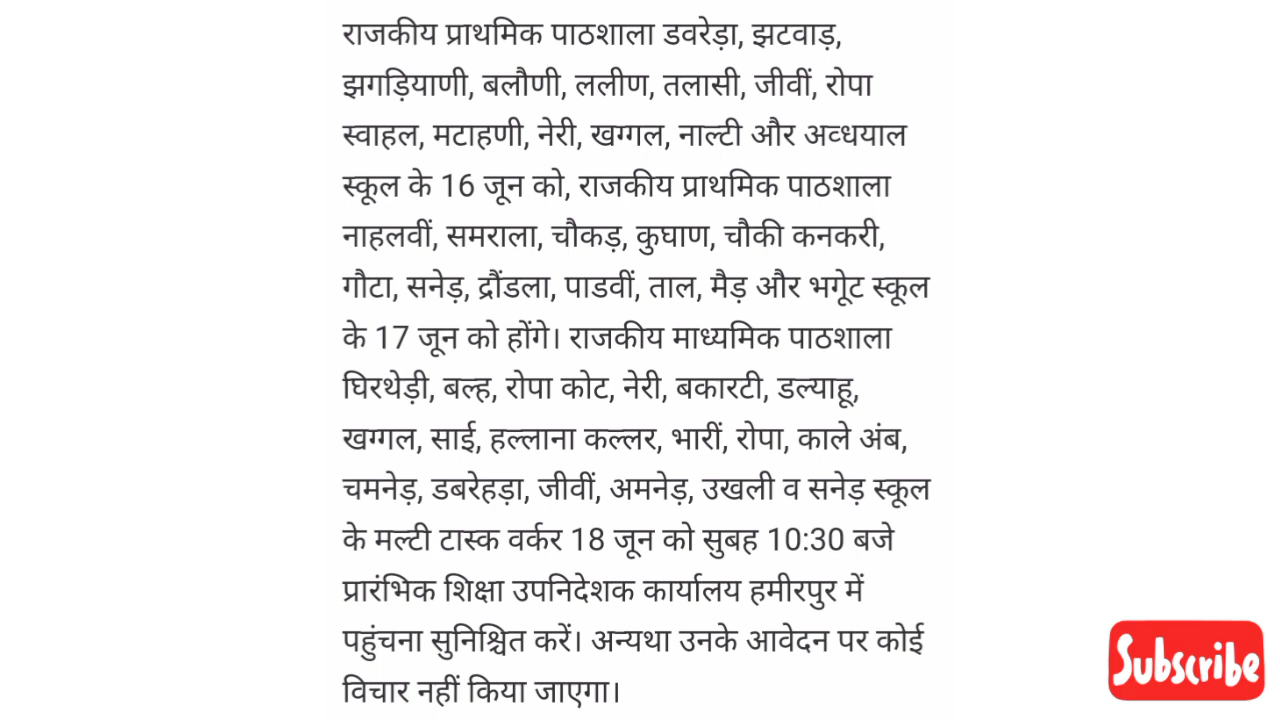 राजकीय प्राथमिक पाठशाला डवरेड़ा, झटवाड़,
झगड़ियाणी, बलौणी, ललीण, तलासी, जीवीं, रोपा
स्वाहल, मटाहणी, नेरी, खग्गल, नाल्टी और अव्धयाल
स्कूल के 16 जून को, राजकीय प्राथमिक पाठशाला
नाहलवीं, समराला, चौकड़, कुघाण, चौकी कनकरी,
गौटा, सनेड़, द्रौंडला, पाडवीं, ताल, मैड़ और भगूेट स्कूल
के 17 जून को होंगे। राजकीय माध्यमिक पाठशाला
घिरथेड़ी, बल्ह, रोपा कोट, नेरी, बकारटी, डल्याहू,
खग्गल, साई, हल्लाना कल्लर, भारीं, रोपा, काले अंब,
चमनेड़, डबरेहड़ा, जीवीं, अमनेड़, उखली व सनेड़ स्कूल
के मल्टी टास्क वर्कर 18 जून को सुबह 10:30 बजे
प्रारंभिक शिक्षा उपनिदेशक कार्यालय हमीरपुर में
पहुंचना सुनिश्चित करें। अन्यथा उनके आवेदन पर कोई
विचार नहीं किया जाएगा।
Subscribe